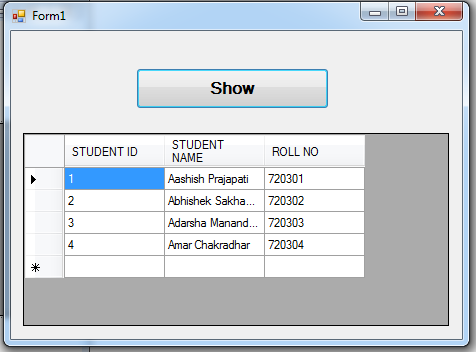 Form1
Show
STUDENT ID STUDENT NAME ROLL NO
1 Aashish Prajapati 720301
2 Abhishek Sakha... 720302
3 Adarsha Manand... 720303
4 Amar Chakradhar 720304